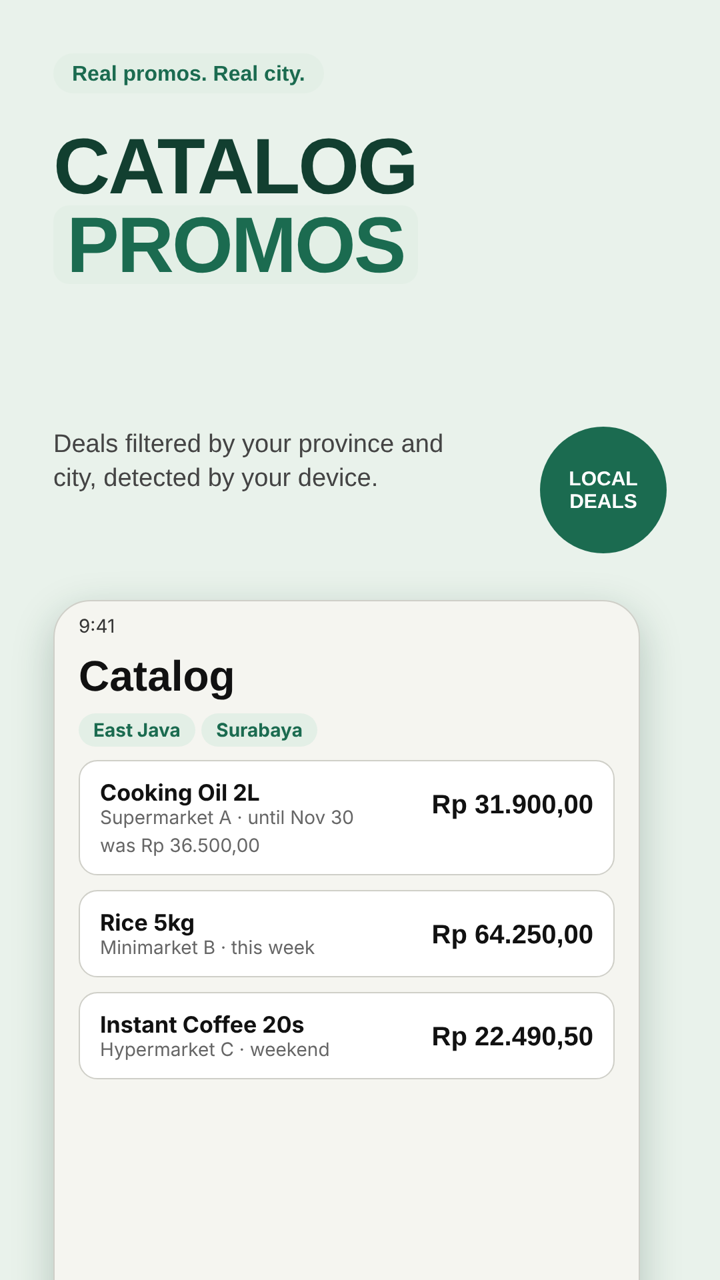 Real promos. Real city.
CATALOG
PROMOS
Deals filtered by your province and
city, detected by your device.
LOCAL
DEALS
9:41
Catalog
East Java
Surabaya
Cooking Oil 2L
Supermarket A · until Nov 30
was Rp 36.500,00
Rp 31.900,00
Rice 5kg
Minimarket B · this week
Rp 64.250,00
Instant Coffee 20s
Hypermarket C · weekend
Rp 22.490,50